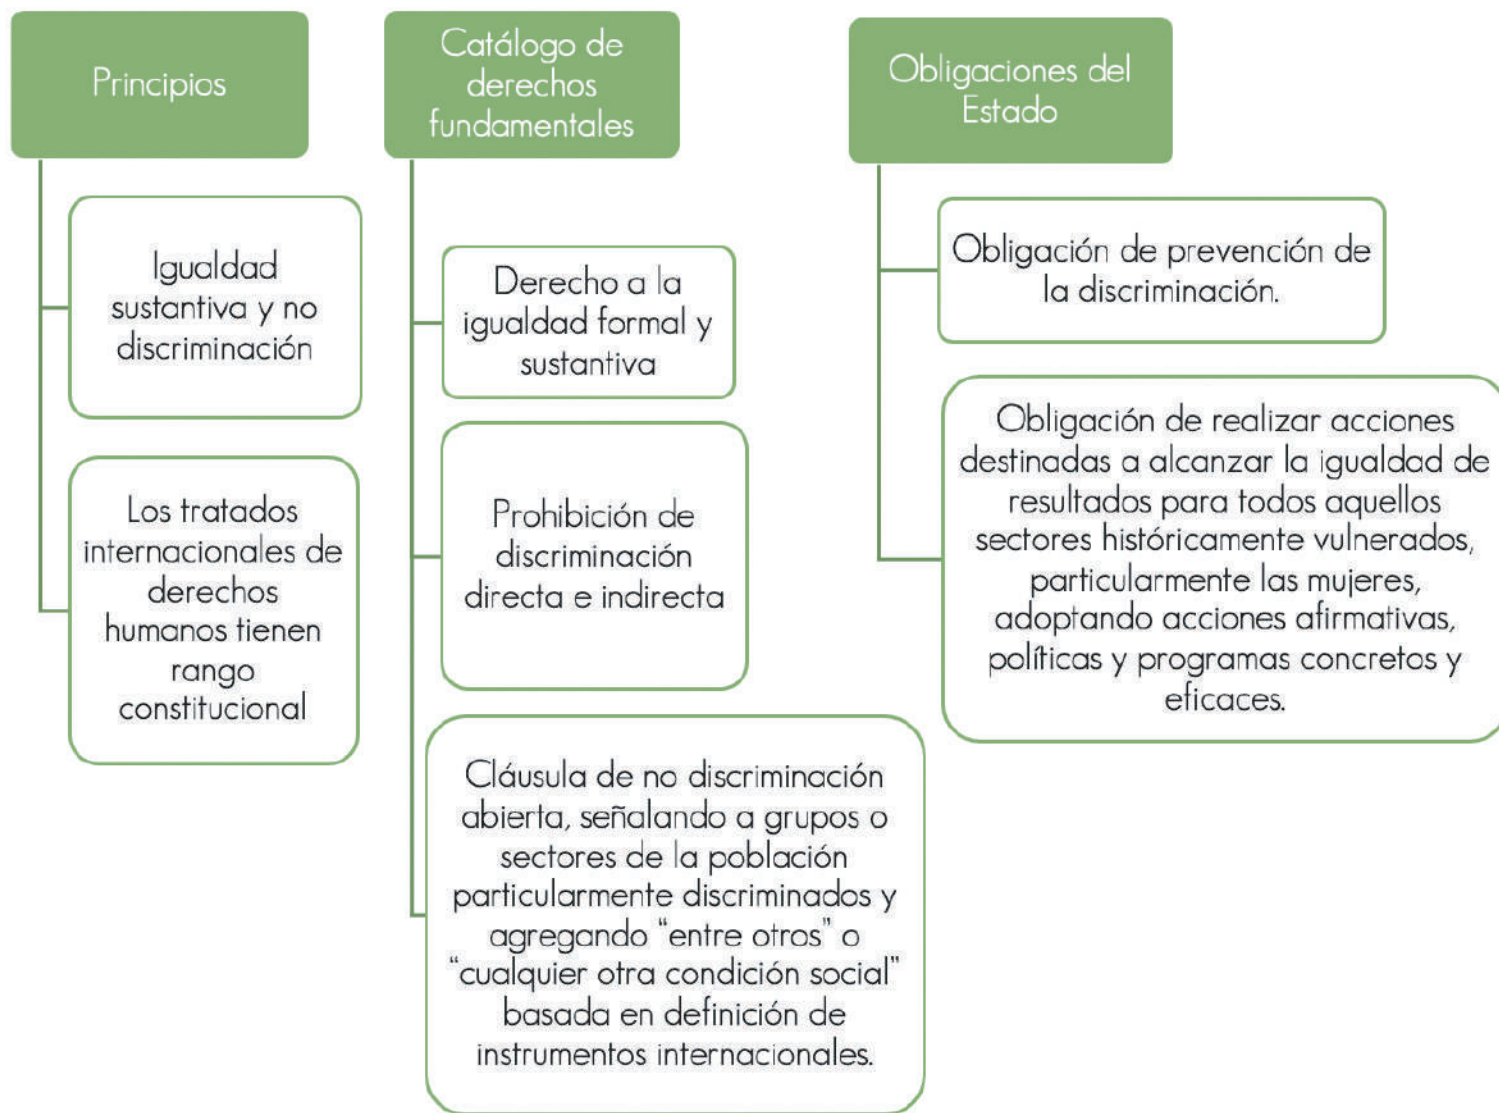 Principios
Igualdad
sustantiva y no
discriminación
Los tratados
internacionales de
derechos
humanos tienen
rango
constitucional
Catálogo de
derechos
fundamentales
Derecho a la
igualdad formal y
sustantiva
Prohibición de
discriminación
directa e indirecta
Cláusula de no discriminación
abierta, señalando a grupos o
sectores de la población
particularmente discriminados y
agregando “entre otros” o
“cualquier otra condición social”
basada en definición de
instrumentos internacionales.
Obligaciones del
Estado
Obligación de prevención de
la discriminación.
Obligación de realizar acciones
destinadas a alcanzar la igualdad de
resultados para todos aquellos
sectores históricamente vulnerados,
particularmente las mujeres,
adoptando acciones afirmativas,
políticas y programas concretos y
eficaces.